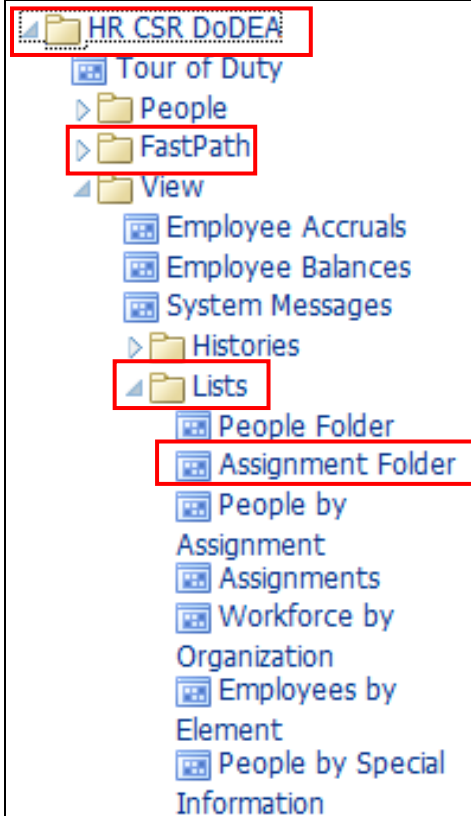 HR CSR DoDEA
Tour of Duty
People
FastPath
View
Employee Accruals
Employee Balances
System Messages
Histories
Lists
People Folder
Assignment Folder
People by
Assignment
Assignments
Workforce by
Organization
Employees by
Element
People by Special
Information